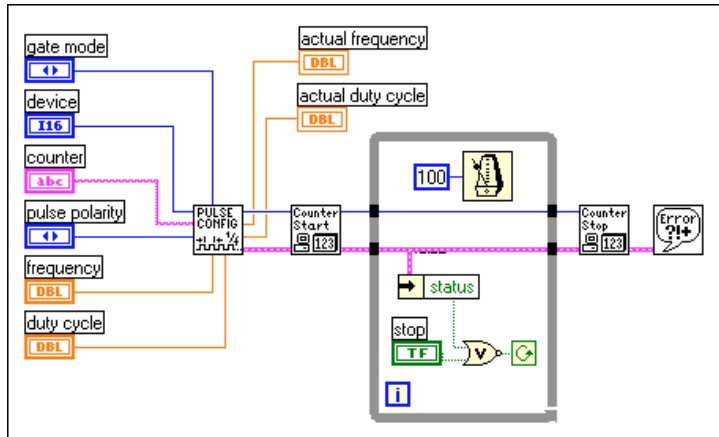 gate mode
device
I16
counter
abc
pulse polarity
frequency
DBL
duty cycle
DBL
actual frequency
DBL
actual duty cycle
DBL
PULSE
CONFIG
Counter
Start
123
100
status
stop
TF
V
i
Counter
Stop
123
Error
?!+